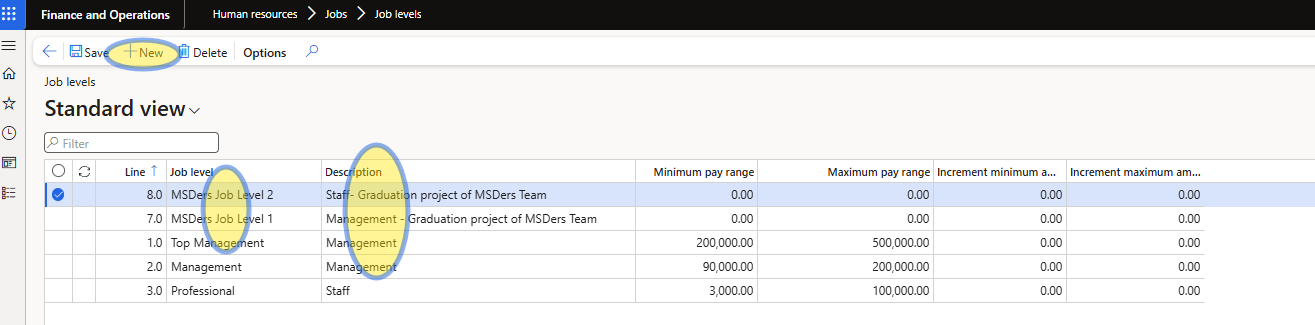 Finance and Operations Human resources Jobs Job levels
Save New Delete Options
Job levels
Standard view
Filter
Line Job level Description Minimum pay range Maximum pay range Increment minimum a... Increment maximum am...
8.0 MSDers Job Level 2 Staff- Graduation project of MSDers Team 0.00 0.00 0.00 0.00
7.0 MSDers Job Level 1 Management - Graduation project of MSDers Team 0.00 0.00 0.00 0.00
1.0 Top Management Management 200,000.00 500,000.00 0.00 0.00
2.0 Management Management 90,000.00 200,000.00 0.00 0.00
3.0 Professional Staff 3,000.00 100,000.00 0.00 0.00